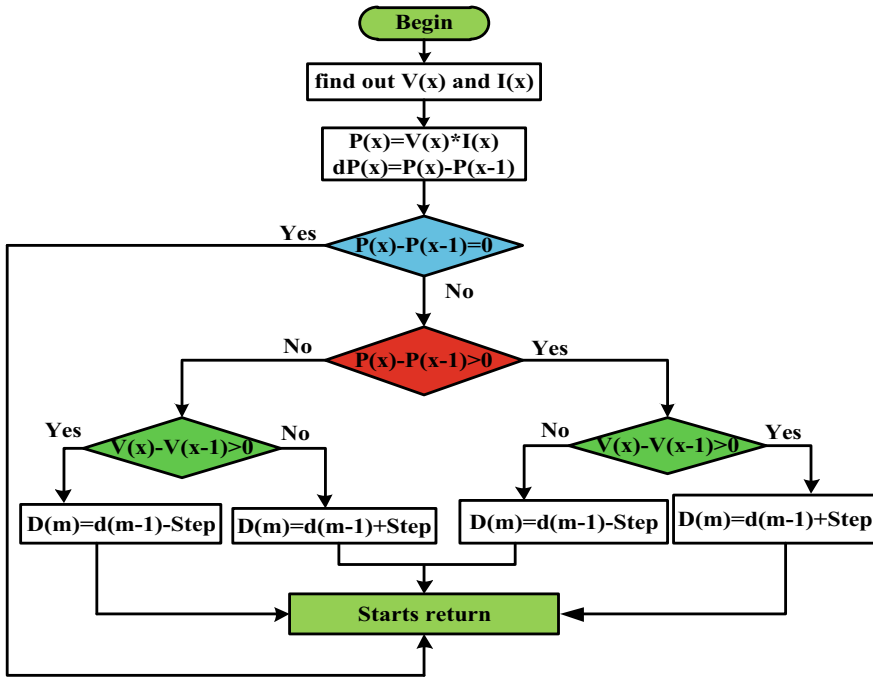 Begin
find out V(x) and I(x)
P(x)=V(x)*I(x)
dP(x)=P(x)-P(x-1)
Yes
P(x)-P(x-1)=0
No
No
P(x)-P(x-1)>0
Yes
Yes
V(x)-V(x-1)>0
No
No
V(x)-V(x-1)>0
Yes
D(m)=d(m-1)-Step
D(m)=d(m-1)+Step
D(m)=d(m-1)-Step
D(m)=d(m-1)+Step
Starts return